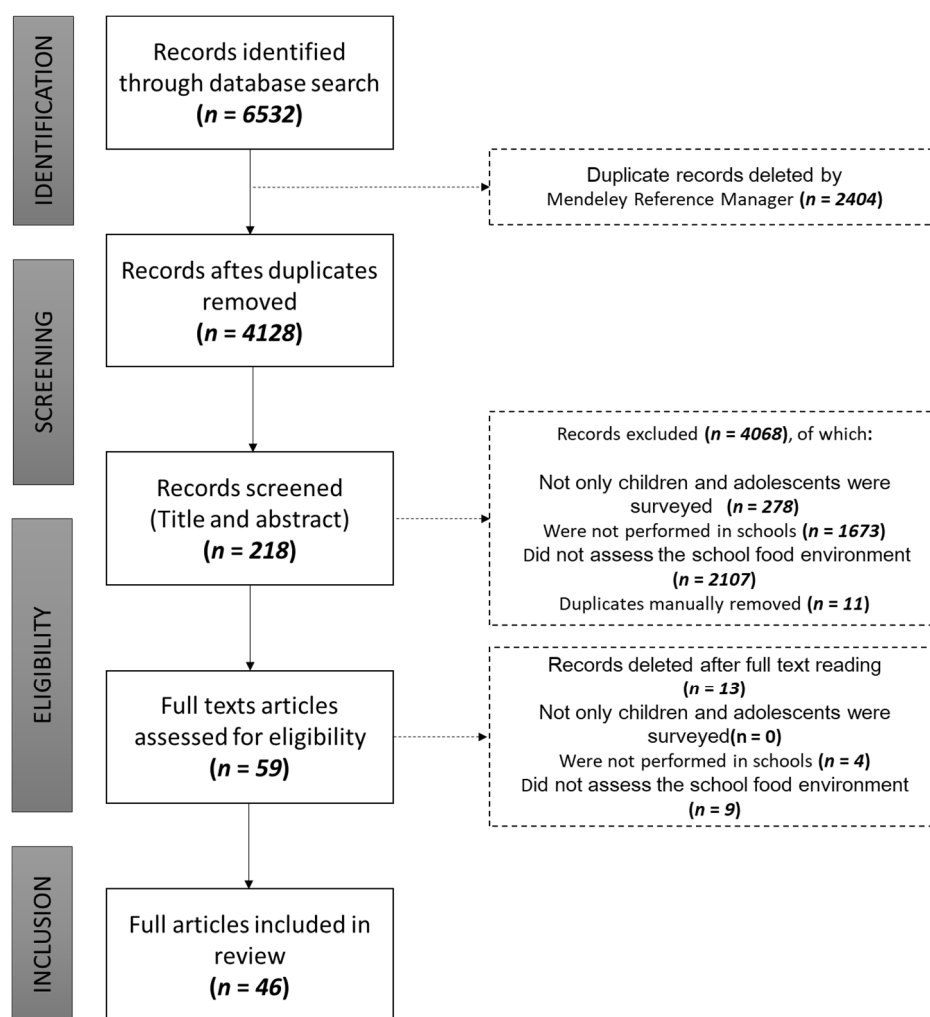 IDENTIFICATION
Records identified
through database search
(n = 6532)
Duplicate records deleted by
Mendeley Reference Manager (n = 2404)
SCREENING
Records aftes duplicates
removed
(n = 4128)
Records screened
(Title and abstract)
(n = 218)
Records excluded (n = 4068), of which:
Not only children and adolescents were
surveyed (n = 278)
Were not performed in schools (n = 1673)
Did not assess the school food environment
(n = 2107)
Duplicates manually removed (n = 11)
ELIGIBILITY
Full texts articles
assessed for eligibility
(n = 59)
Records deleted after full text reading
(n = 13)
Not only children and adolescents were
surveyed(n = 0)
Were not performed in schools (n = 4)
Did not assess the school food environment
(n = 9)
INCLUSION
Full articles included in
review
(n = 46)